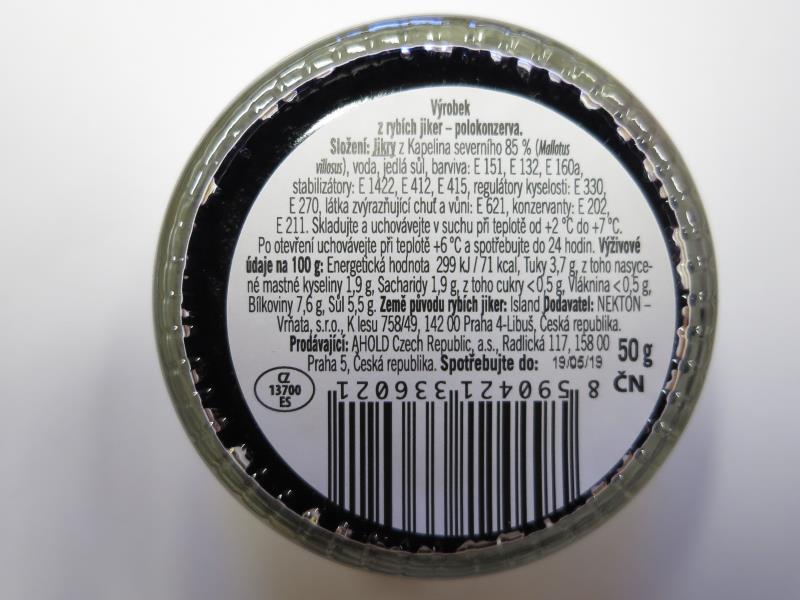 Výrobek
z rybích jiker – polokonzerva.
Složení: Jikry z Kapelina severního 85 % (Mallotus
villosus), voda, jedlá sůl, barviva: E 151, E 132, E 160a,
stabilizátory: E 1422, E 412, E 415, regulátory kyselosti: E 330,
E 270, látka zvýrazňující chuť a vůni: E 621, konzervanty: E 202,
E 211. Skladujte a uchovávejte v suchu při teplotě od +2 °C do +7 °C.
Po otevření uchovávejte při teplotě +6 °C a spotřebujte do 24 hodin. Výživové
údaje na 100 g: Energetická hodnota 299 kJ / 71 kcal, Tuky 3,7 g, z toho nasyce-
né mastné kyseliny 1,9 g, Sacharidy 1,9 g, z toho cukry < 0,5 g, Vláknina < 0,5 g,
Bílkoviny 7,6 g, Sůl 5,5 g. Země původu rybích jiker: Island Dodavatel: NEKTON –
Vrňata, s.r.o., K lesu 758/49, 142 00 Praha 4-Libuš, Česká republika.
Prodávající: AHOLD Czech Republic, a.s., Radlická 117, 158 00
Praha 5, Česká republika. Spotřebujte do: 19/05/19
50 g
CZ
13700
ES
8 590421 336021
ČN